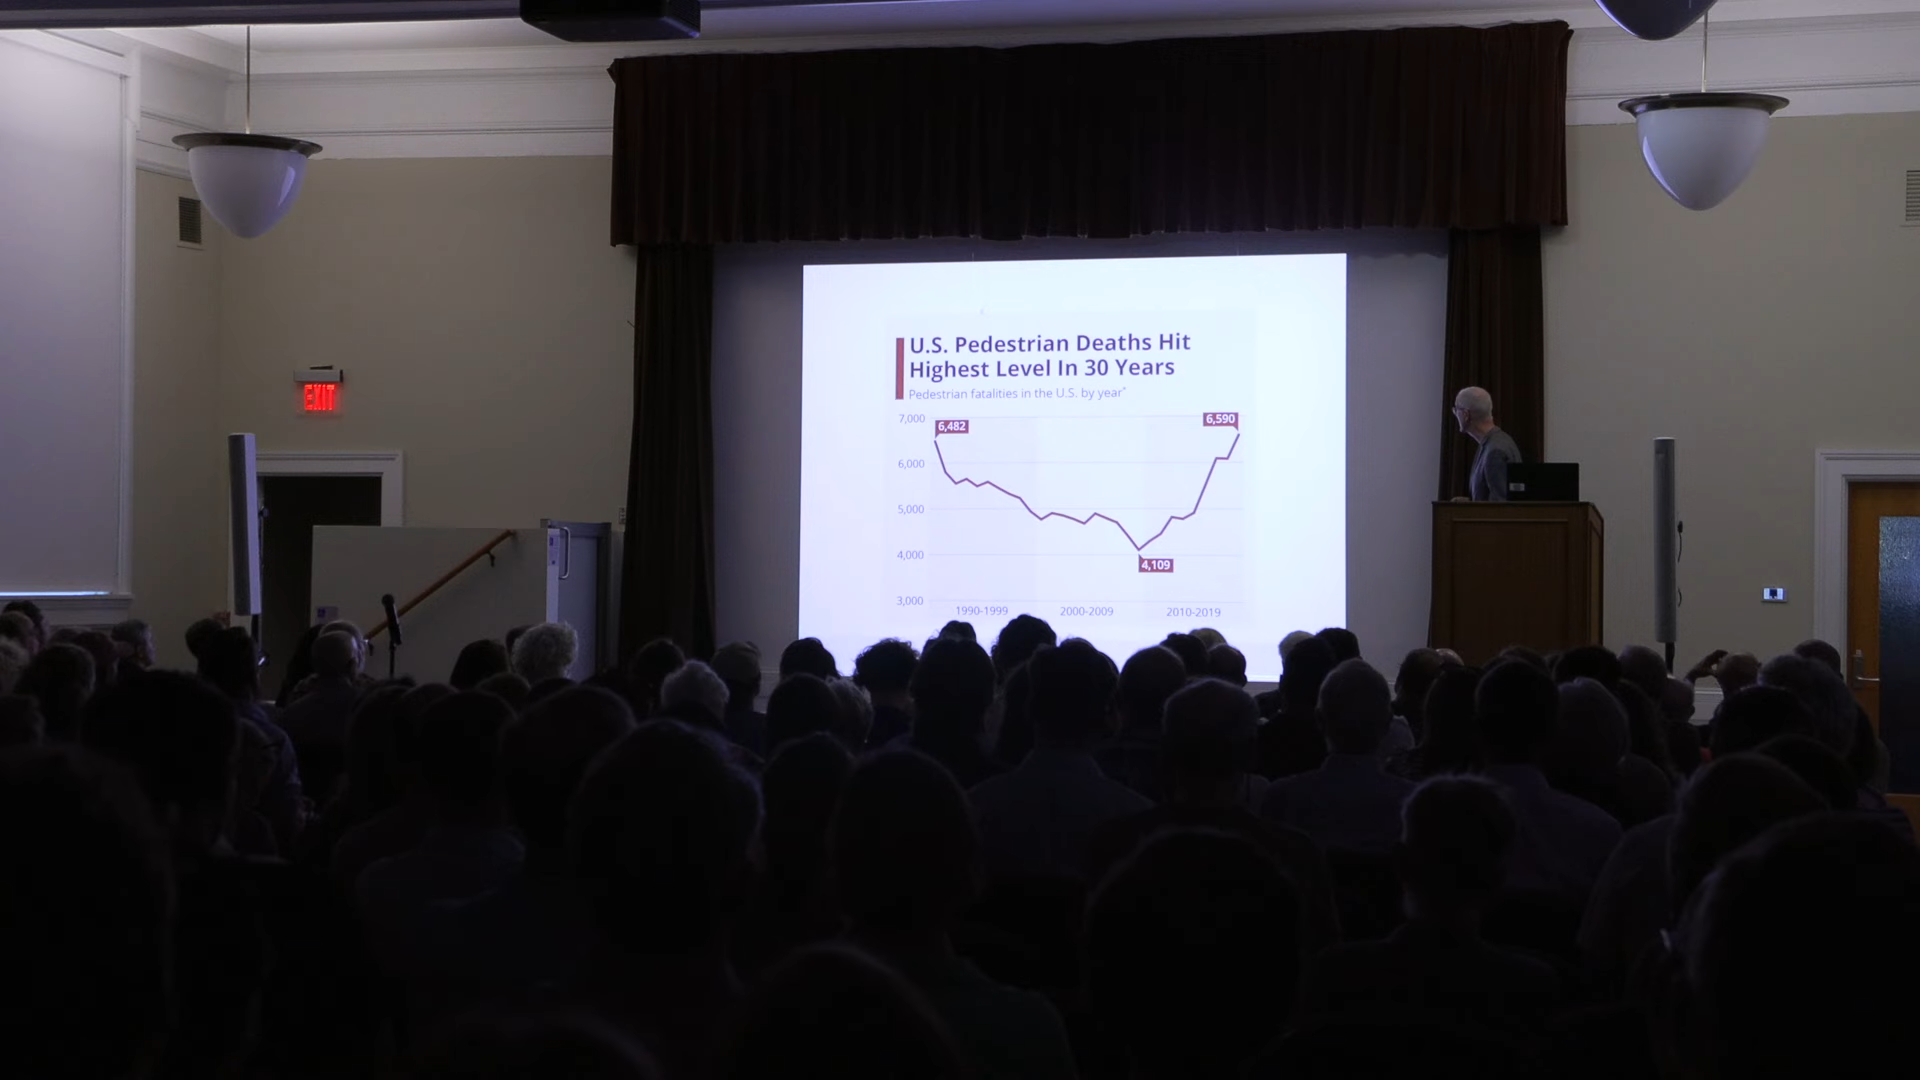 U.S. Pedestrian Deaths Hit
Highest Level In 30 Years
Pedestrian fatalities in the U.S. by year*
7,000
6,482
6,590
6,000
5,000
4,000
4,109
3,000
1990-1999 2000-2009 2010-2019
EXIT